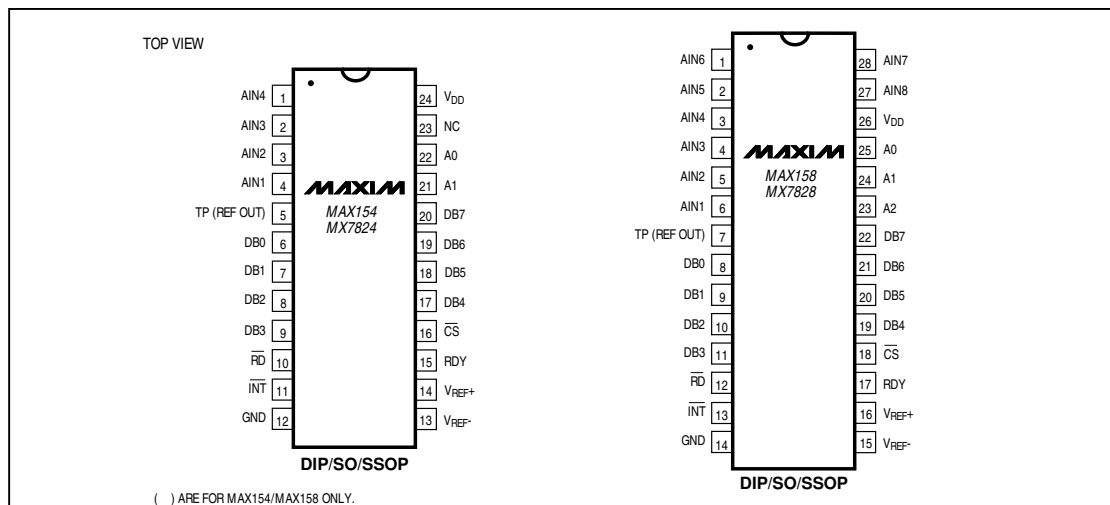 TOP VIEW
AIN4 1
AIN3 2
AIN2 3
AIN1 4
TP (REF OUT) 5
DB0 6
DB1 7
DB2 8
DB3 9
R̅D̅ 10
I̅N̅T̅ 11
GND 12
24 VDD
23 NC
22 A0
21 A1
20 DB7
19 DB6
18 DB5
17 DB4
16 C̅S̅
15 RDY
14 VREF+
13 VREF-
MAXIM
MAX154
MX7824
DIP/SO/SSOP
( ) ARE FOR MAX154/MAX158 ONLY.
AIN6 1
AIN5 2
AIN4 3
AIN3 4
AIN2 5
AIN1 6
TP (REF OUT) 7
DB0 8
DB1 9
DB2 10
DB3 11
R̅D̅ 12
I̅N̅T̅ 13
GND 14
28 AIN7
27 AIN8
26 VDD
25 A0
24 A1
23 A2
22 DB7
21 DB6
20 DB5
19 DB4
18 C̅S̅
17 RDY
16 VREF+
15 VREF-
MAXIM
MAX158
MX7828
DIP/SO/SSOP